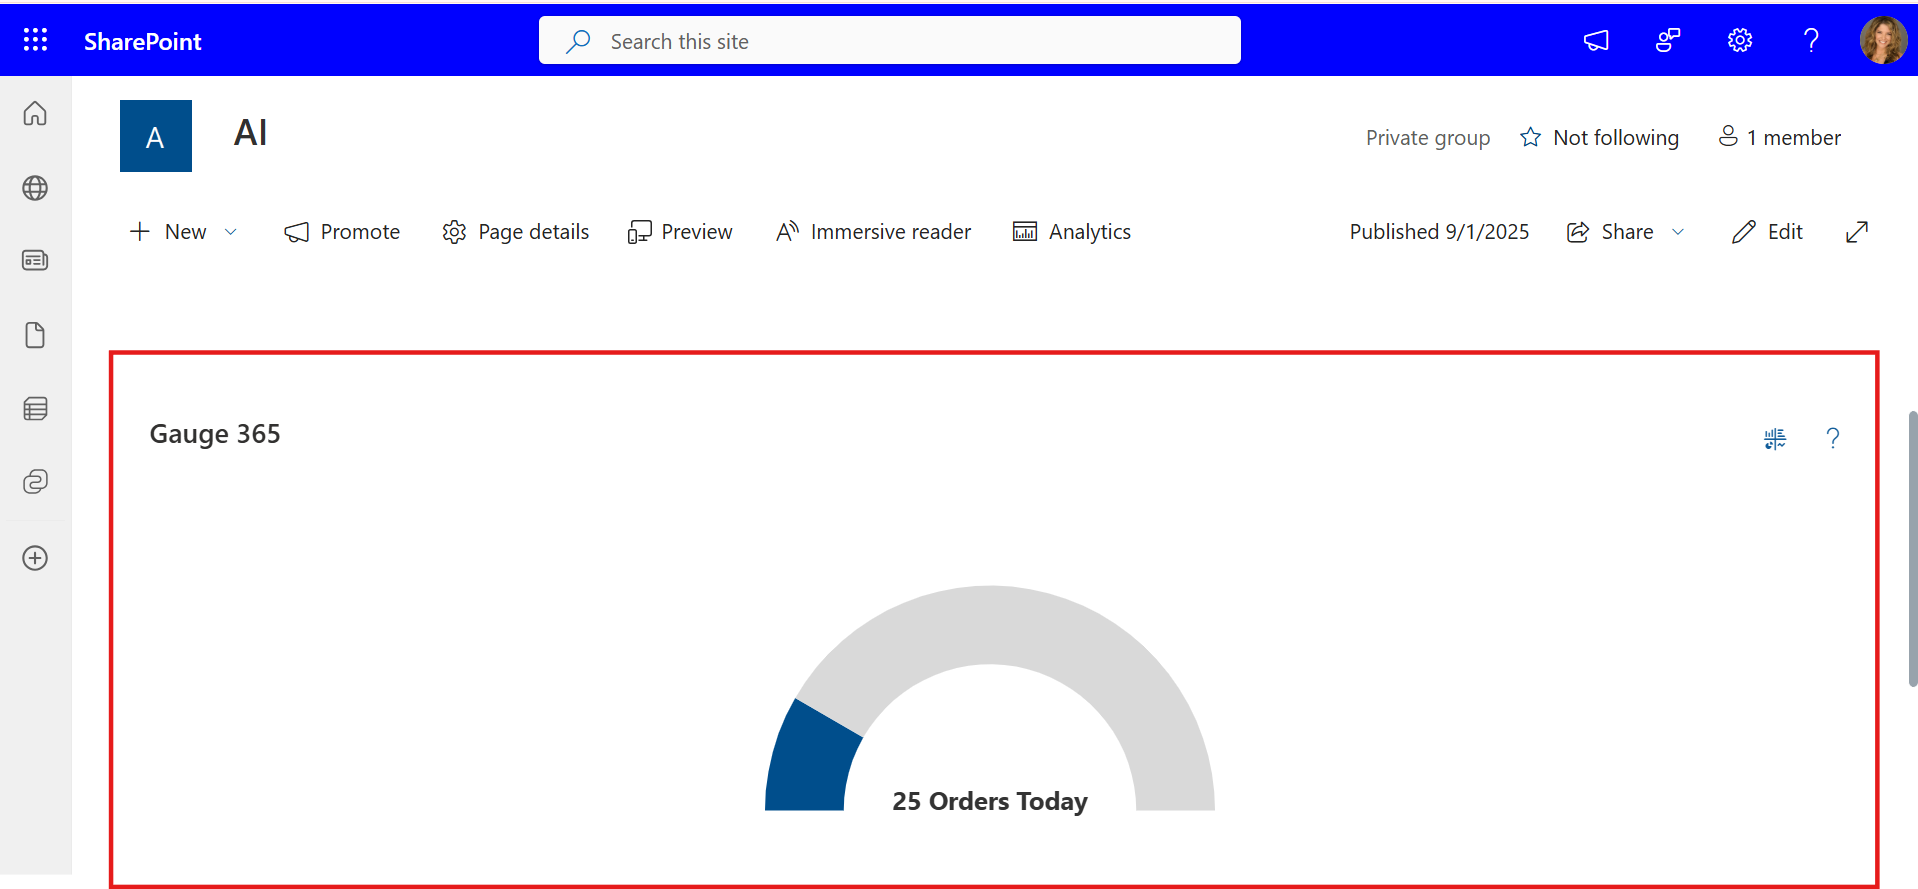 SharePoint
Search this site
A
AI
Private group
Not following
1 member
New
Promote
Page details
Preview
Immersive reader
Analytics
Published 9/1/2025
Share
Edit
Gauge 365
25 Orders Today